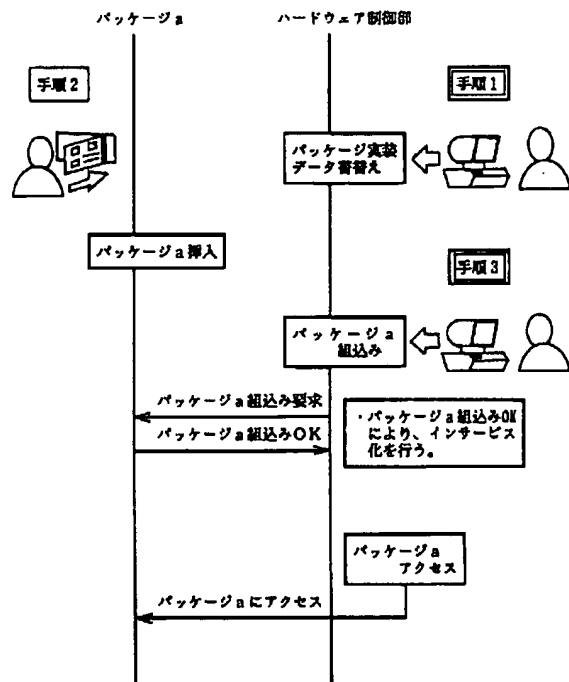 パッケージa
ハードウェア制御部
手順2
手順1
パッケージ実装
データ書替え
パッケージa挿入
手順3
パッケージa
組込み
パッケージa組込み要求
パッケージa組込みOK
・パッケージa組込みOK
により、インサービス
化を行う。
パッケージa
アクセス
パッケージaにアクセス